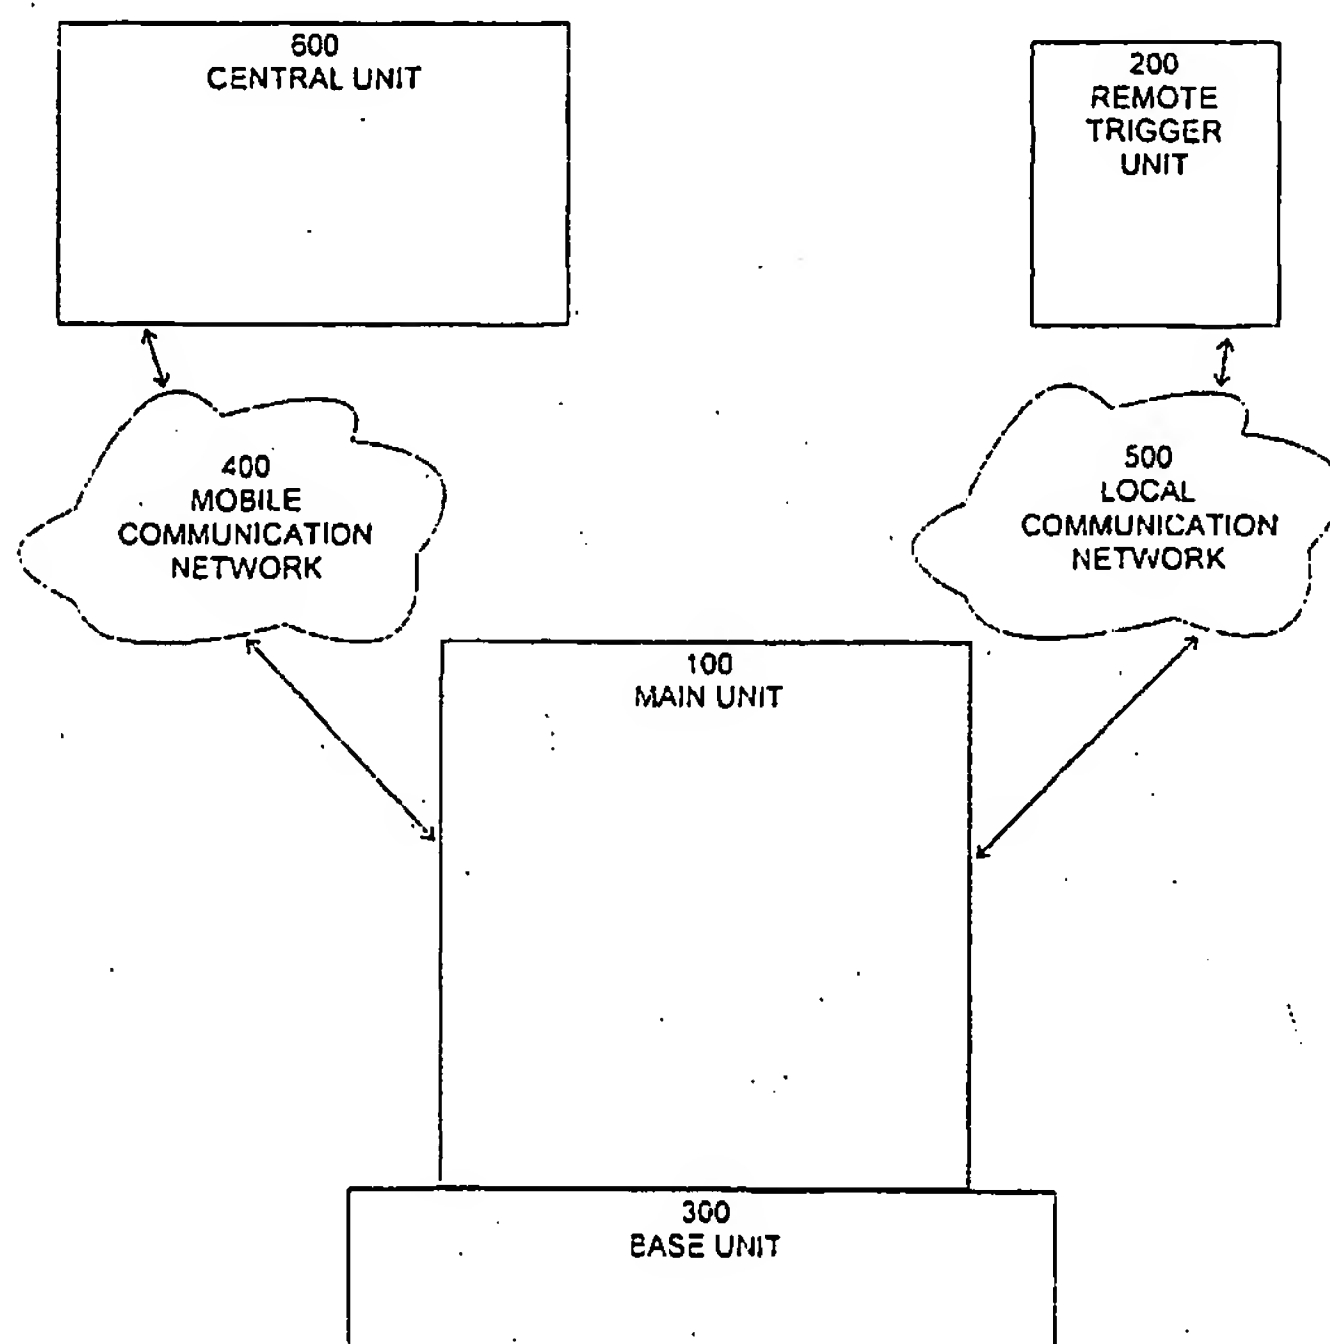 600
CENTRAL UNIT
200
REMOTE
TRIGGER
UNIT
400
MOBILE
COMMUNICATION
NETWORK
500
LOCAL
COMMUNICATION
NETWORK
100
MAIN UNIT
300
BASE UNIT